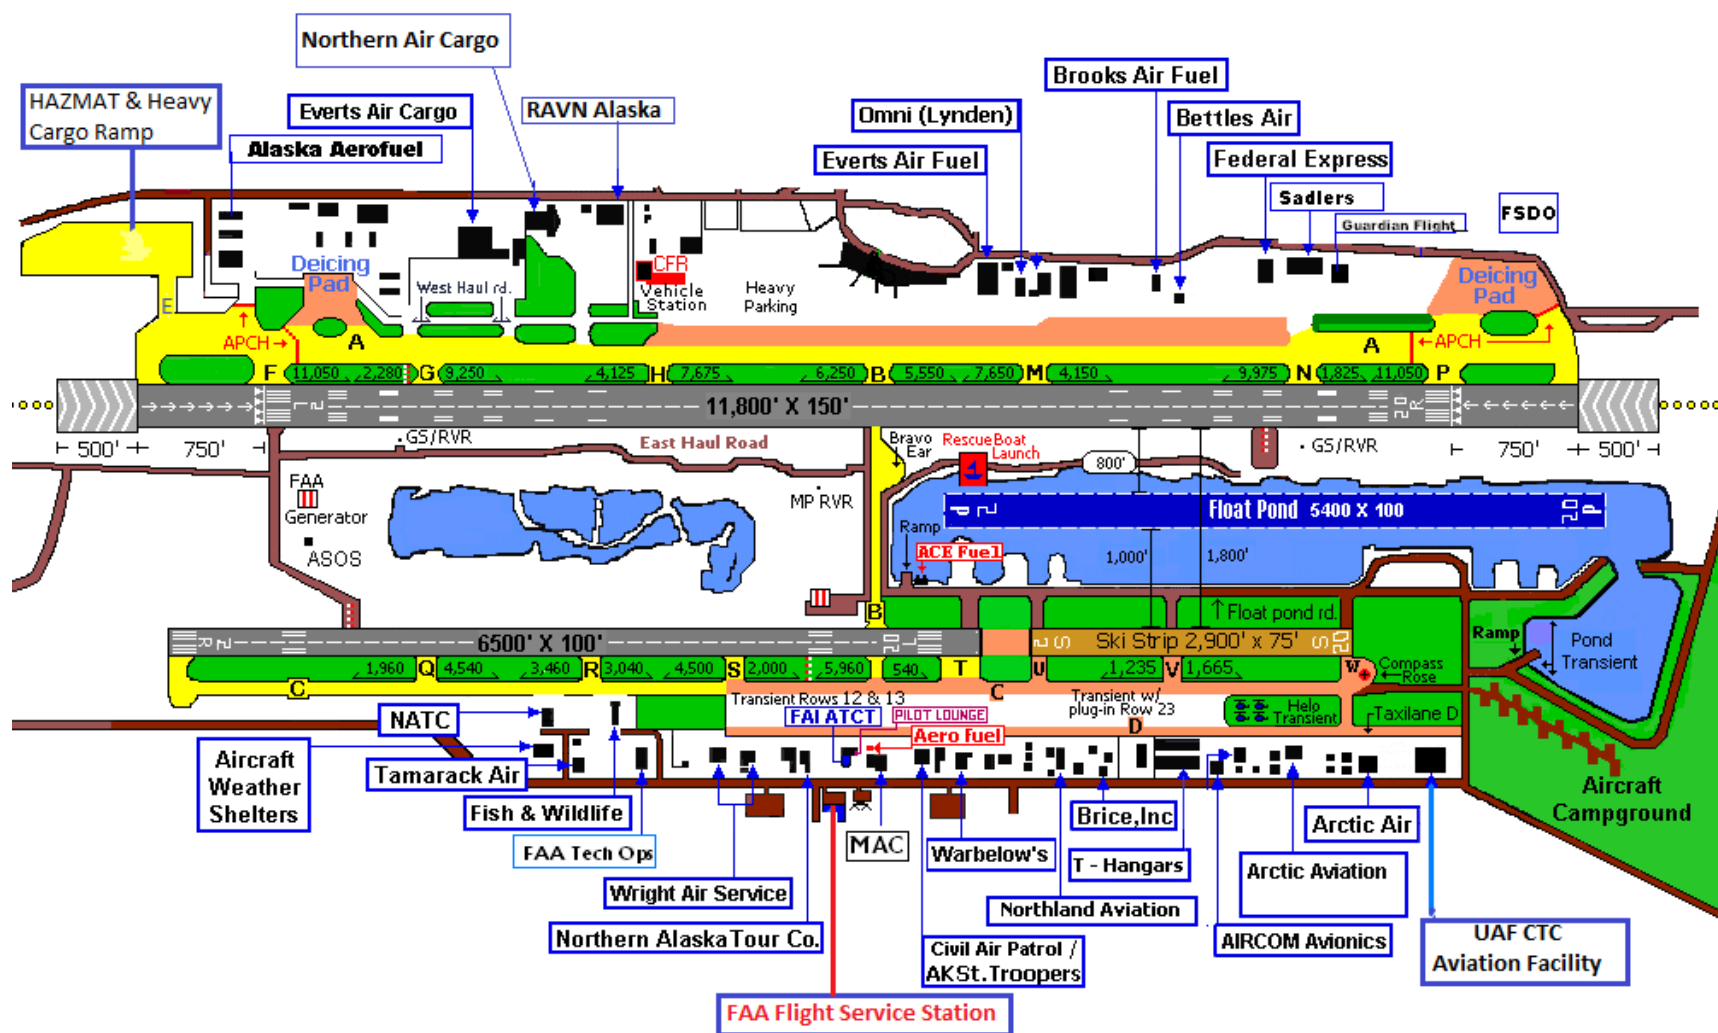 Northern Air Cargo
HAZMAT & Heavy
Cargo Ramp
Everts Air Cargo
RAVN Alaska
Alaska Aerofuel
Brooks Air Fuel
Omni (Lynden)
Bettles Air
Everts Air Fuel
Federal Express
Sadlers
FSDO
Guardian Flight
Deicing
Pad
CFR
Vehicle
Station
Heavy
Parking
West Haul rd.
Deicing
Pad
E
APCH
A
A
APCH
F
11,050
2,280
G
9,250
4,125
H
7,675
6,250
B
5,550
7,650
M
4,150
9,975
N
1,825
11,050
P
2L
11,800' X 150'
20R
500'
750'
GS/RVR
East Haul Road
Bravo
Ear
Rescue Boat
Launch
800'
GS/RVR
750'
500'
FAA
Generator
MP RVR
ASOS
Ramp
ACE Fuel
2 P
Float Pond 5400 X 100
20 P
1,000'
1,800'
B
Float pond rd.
2R
6500' X 100'
20L
2 S
Ski Strip 2,900' x 75'
20 S
Ramp
Pond
Transient
1,960
Q
4,540
3,460
R
3,040
4,500
S
2,000
5,960
540
T
U
1,235
V
1,665
W
Compass
Rose
C
Transient Rows 12 & 13
C
Transient w/
plug-in Row 23
Helo
Transient
Taxilane D
NATC
FAI ATCT
PILOT LOUNGE
Aero fuel
D
Aircraft
Weather
Shelters
Tamarack Air
Fish & Wildlife
FAA Tech Ops
MAC
Warbelow's
Brice,Inc
T - Hangars
Arctic Air
Arctic Aviation
Aircraft
Campground
Wright Air Service
Northland Aviation
Northern Alaska Tour Co.
Civil Air Patrol /
AKSt.Troopers
AIRCOM Avionics
UAF CTC
Aviation Facility
FAA Flight Service Station